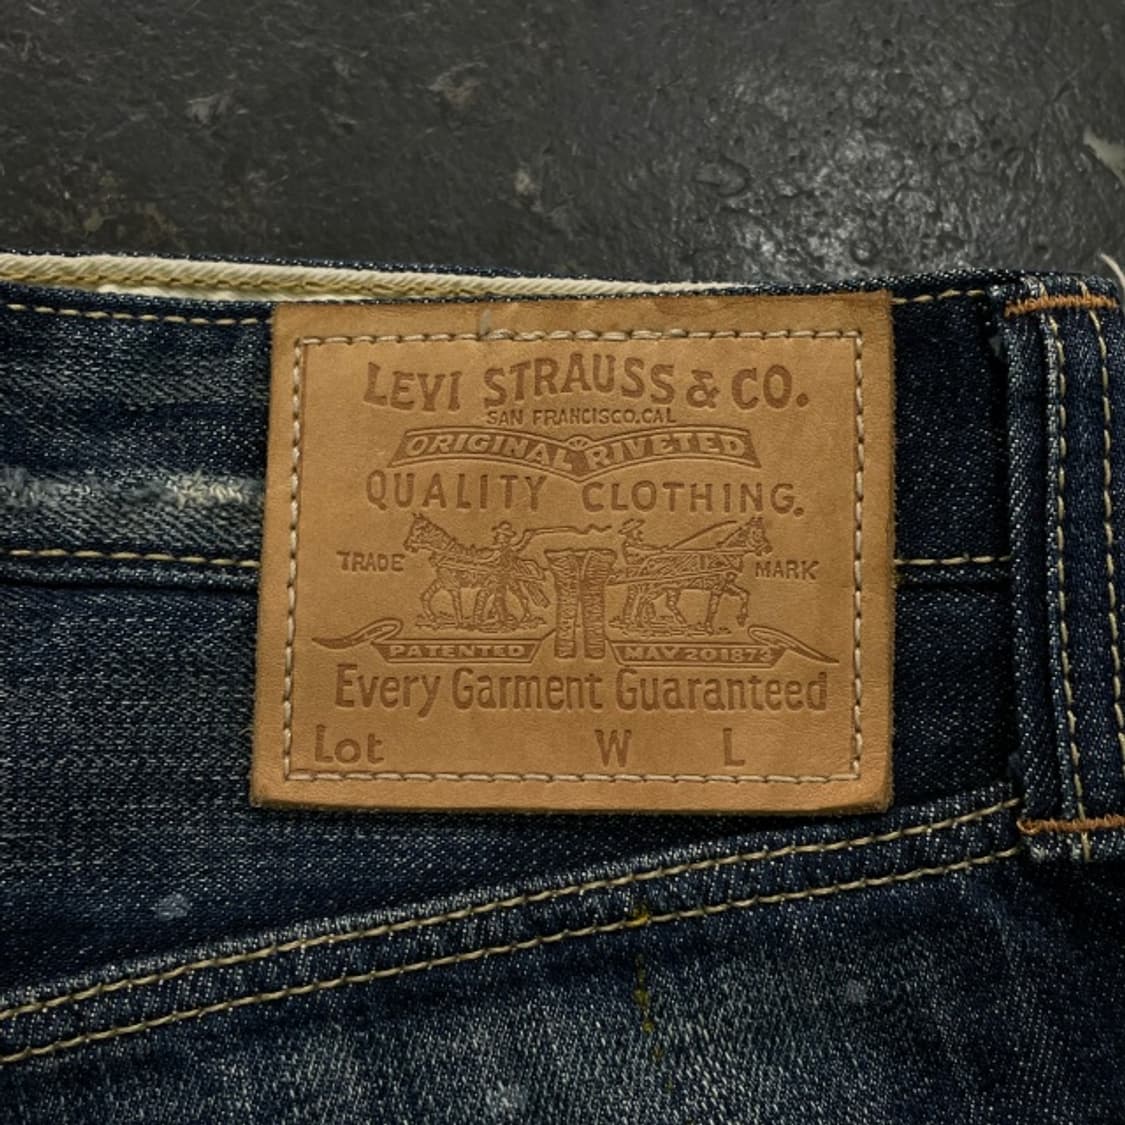 LEVI STRAUSS & CO.
SAN FRANCISCO.CAL
ORIGINAL RIVETED
QUALITY CLOTHING.
TRADE MARK
PATENTED MAY 20 1873
Every Garment Guaranteed
Lot W L